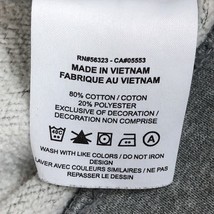 RN#56323 - CA#05553
MADE IN VIETNAM
FABRIQUE AU VIETNAM
80% COTTON / COTON
20% POLYESTER
EXCLUSIVE OF DECORATION /
DECORATION NON COMPRIS
WASH WITH LIKE COLORS / DO NOT IRON
DESIGN
LAVER AVEC COULEURS SIMILAIRES / NE PAS
REPASSER LE DESSIN